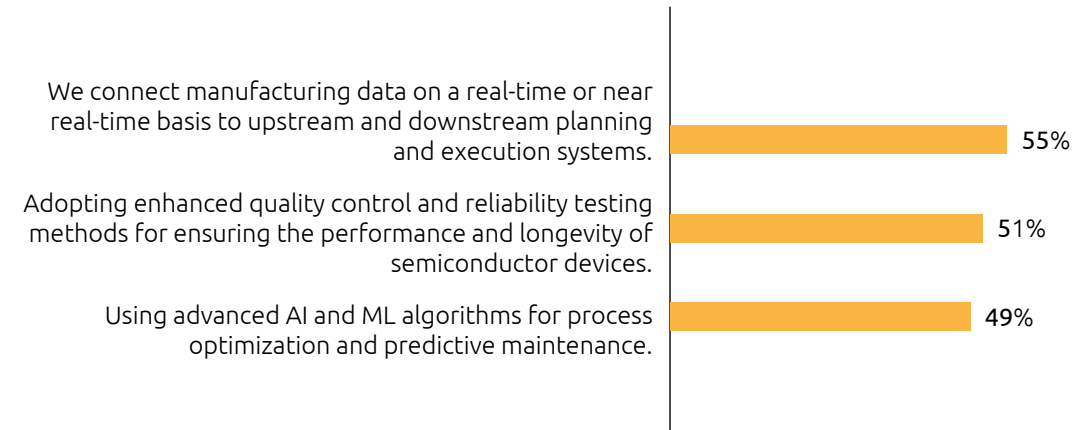 We connect manufacturing data on a real-time or near
real-time basis to upstream and downstream planning
and execution systems.
55%
Adopting enhanced quality control and reliability testing
methods for ensuring the performance and longevity of
semiconductor devices.
51%
Using advanced AI and ML algorithms for process
optimization and predictive maintenance.
49%